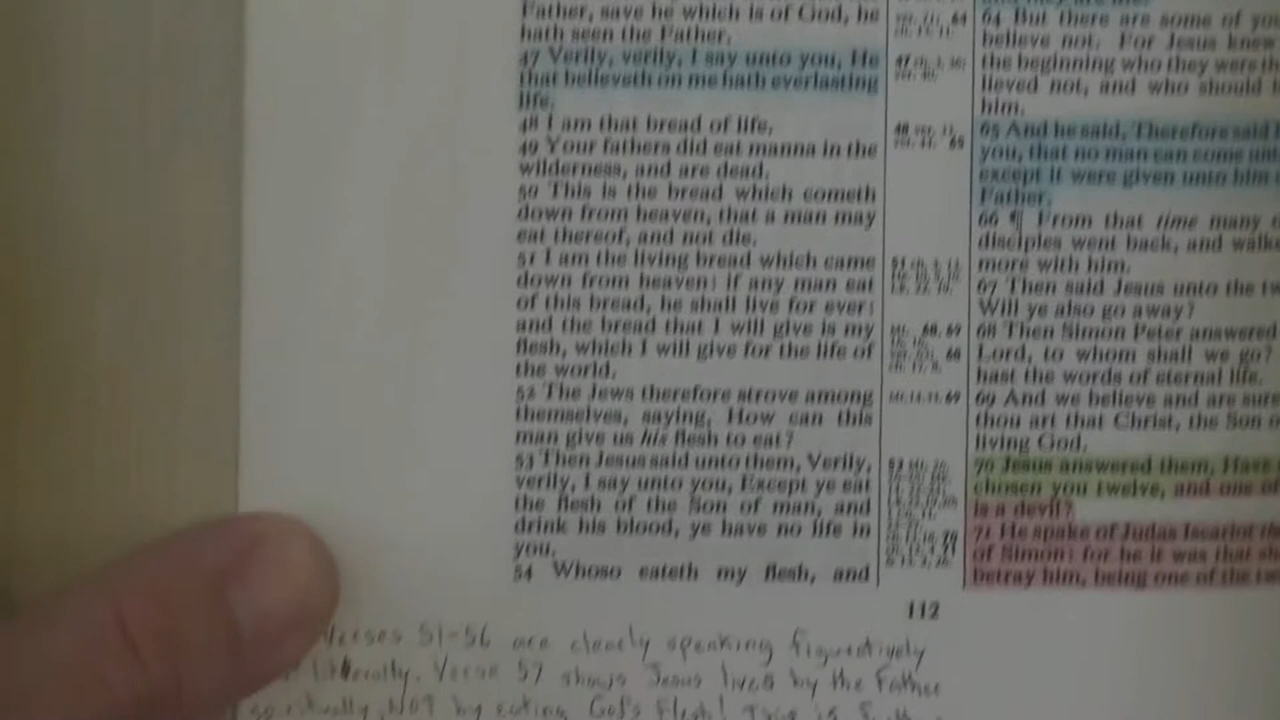 Father, save he which is of God, he
hath seen the Father.
47 Verily, verily, I say unto you, He
that believeth on me hath everlasting
life.
48 I am that bread of life.
49 Your fathers did eat manna in the
wilderness, and are dead.
50 This is the bread which cometh
down from heaven, that a man may
eat thereof, and not die.
51 I am the living bread which came
down from heaven: if any man eat
of this bread, he shall live for ever:
and the bread that I will give is my
flesh, which I will give for the life of
the world.
52 The Jews therefore strove among
themselves, saying, How can this
man give us his flesh to eat?
53 Then Jesus said unto them, Verily,
verily, I say unto you, Except ye eat
the flesh of the Son of man, and
drink his blood, ye have no life in
you.
54 Whoso eateth my flesh, and
64 But there are some of you
believe not. For Jesus knew
the beginning who they were th
lieved not, and who should
him.
65 And he said, Therefore said
you, that no man can come unt
except it were given unto him
Father.
66 ¶ From that time many
disciples went back, and walk
more with him.
67 Then said Jesus unto the tw
Will ye also go away?
68 Then Simon Peter answered
Lord, to whom shall we go?
hast the words of eternal life.
69 And we believe and are sure
thou art that Christ, the Son o
living God.
70 Jesus answered them, Have
chosen you twelve, and one of
is a devil?
71 He spake of Judas Iscariot the
of Simon: for he it was that sh
betray him, being one of the tw
112
Verses 51-56 are clearly speaking figuratively
literally. Verse 57 shows Jesus lived by the Father
NOT by eating God's Flesh!